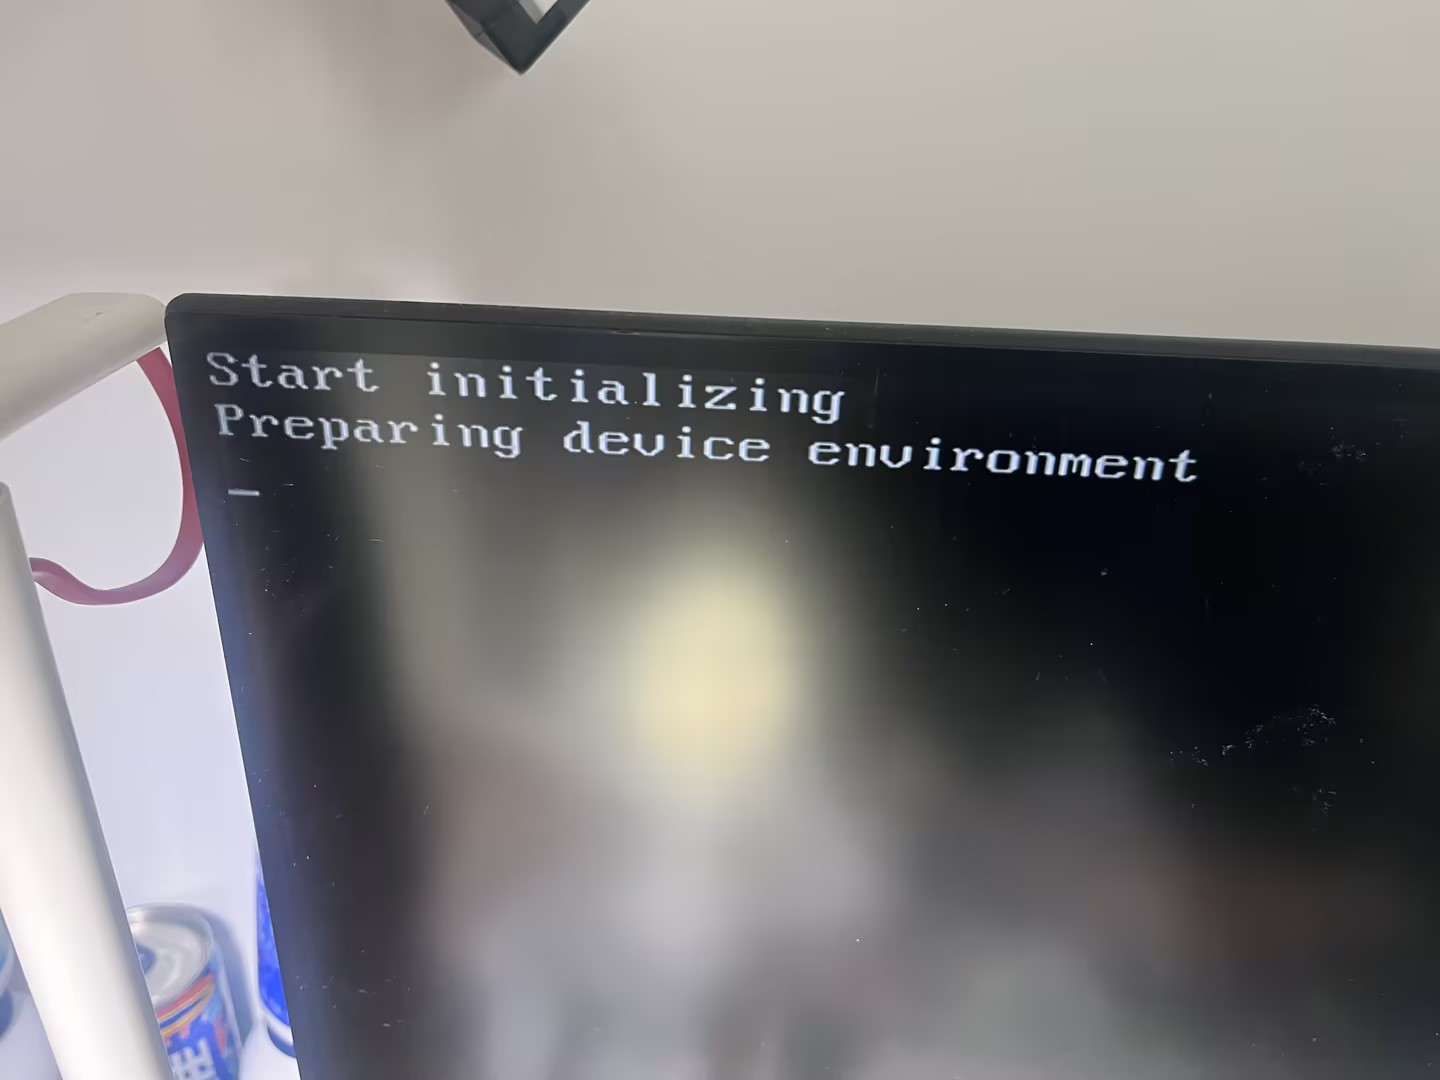 Start initializing
Preparing device environment
_